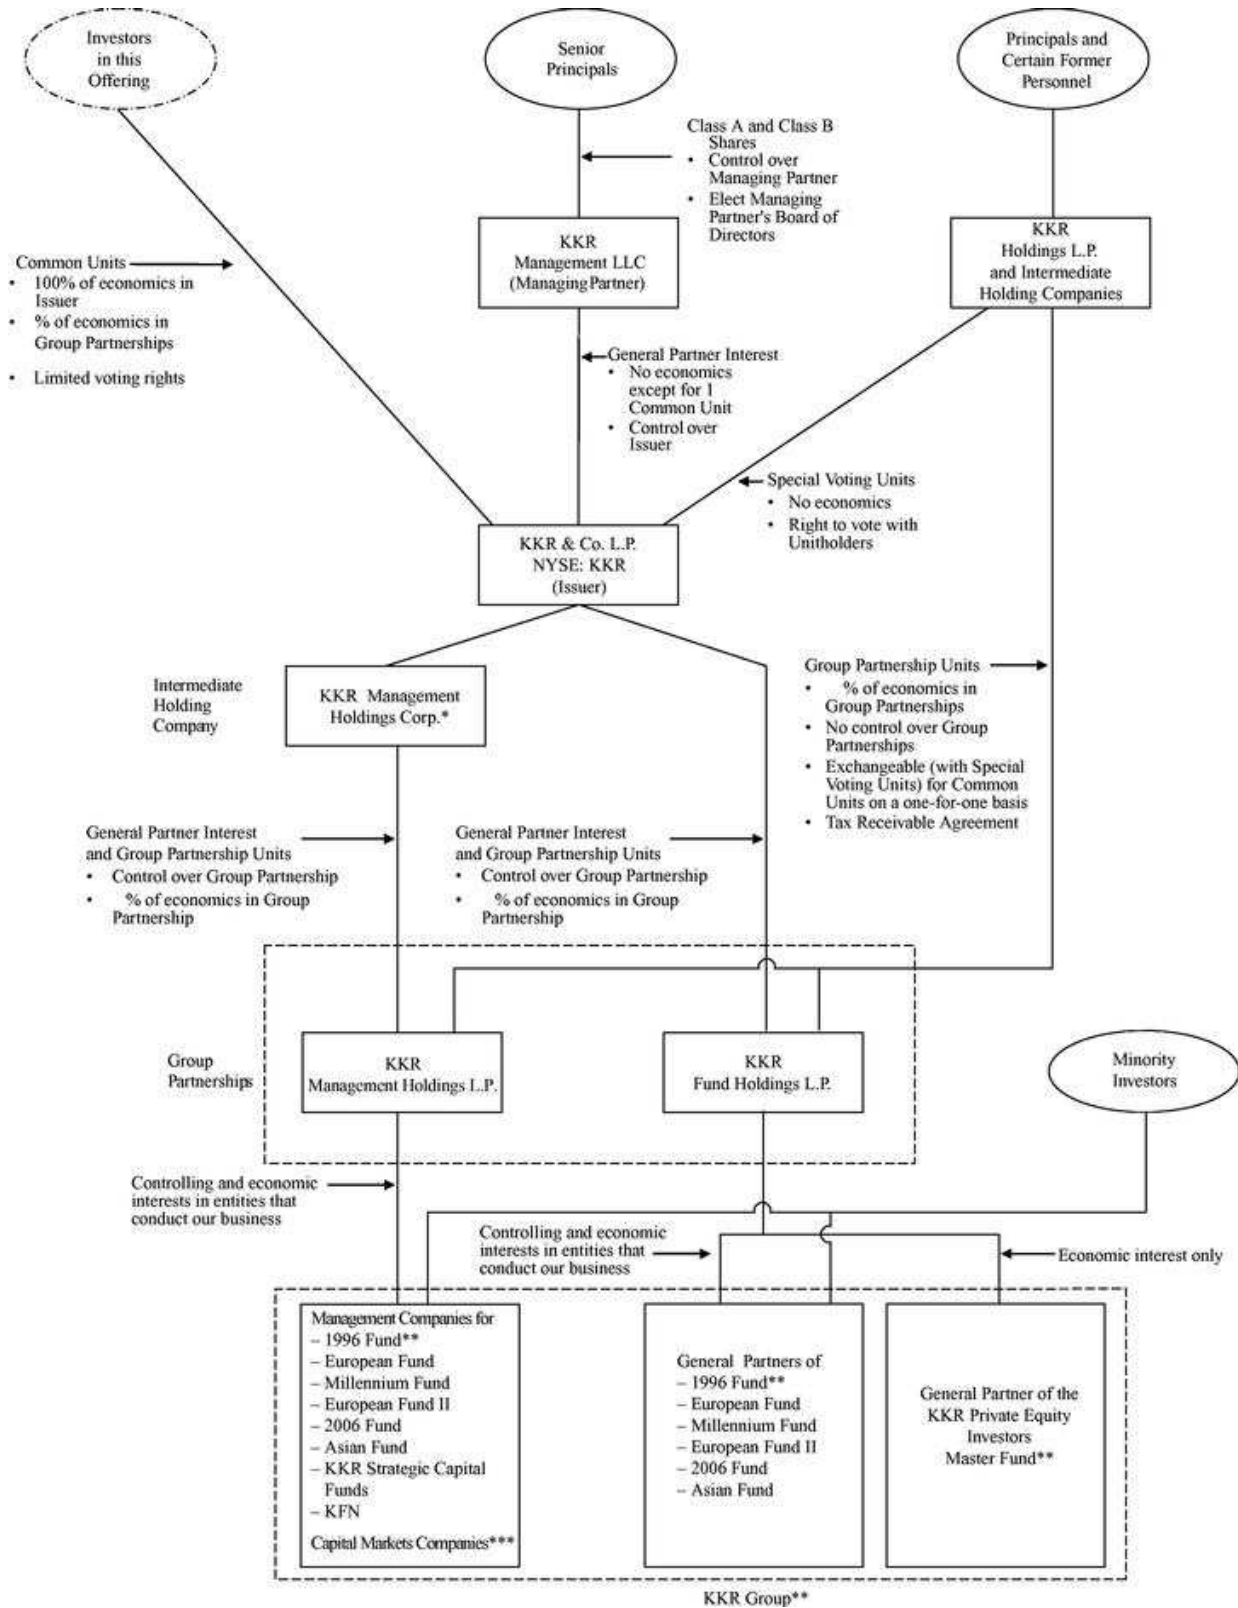 Investors
in this
Offering
Senior
Principals
Principals and
Certain Former
Personnel
Class A and Class B
Shares
• Control over
Managing Partner
• Elect Managing
Partner's Board of
Directors
KKR
Management LLC
(Managing Partner)
KKR
Holdings L.P.
and Intermediate
Holding Companies
Common Units
• 100% of economics in
Issuer
• % of economics in
Group Partnerships
• Limited voting rights
General Partner Interest
• No economics
except for 1
Common Unit
• Control over
Issuer
Special Voting Units
• No economics
• Right to vote with
Unitholders
KKR & Co. L.P.
NYSE: KKR
(Issuer)
Intermediate
Holding
Company
KKR Management
Holdings Corp.*
Group Partnership Units
• % of economics in
Group Partnerships
• No control over Group
Partnerships
• Exchangeable (with Special
Voting Units) for Common
Units on a one-for-one basis
• Tax Receivable Agreement
General Partner Interest
and Group Partnership Units
• Control over Group Partnership
• % of economics in Group
Partnership
General Partner Interest
and Group Partnership Units
• Control over Group Partnership
• % of economics in Group
Partnership
Group
Partnerships
KKR
Management Holdings L.P.
KKR
Fund Holdings L.P.
Minority
Investors
Controlling and economic
interests in entities that
conduct our business
Controlling and economic
interests in entities that
conduct our business
Economic interest only
Management Companies for
– 1996 Fund**
– European Fund
– Millennium Fund
– European Fund II
– 2006 Fund
– Asian Fund
– KKR Strategic Capital
Funds
– KFN
Capital Markets Companies***
General Partners of
– 1996 Fund**
– European Fund
– Millennium Fund
– European Fund II
– 2006 Fund
– Asian Fund
General Partner of the
KKR Private Equity
Investors
Master Fund**
KKR Group**